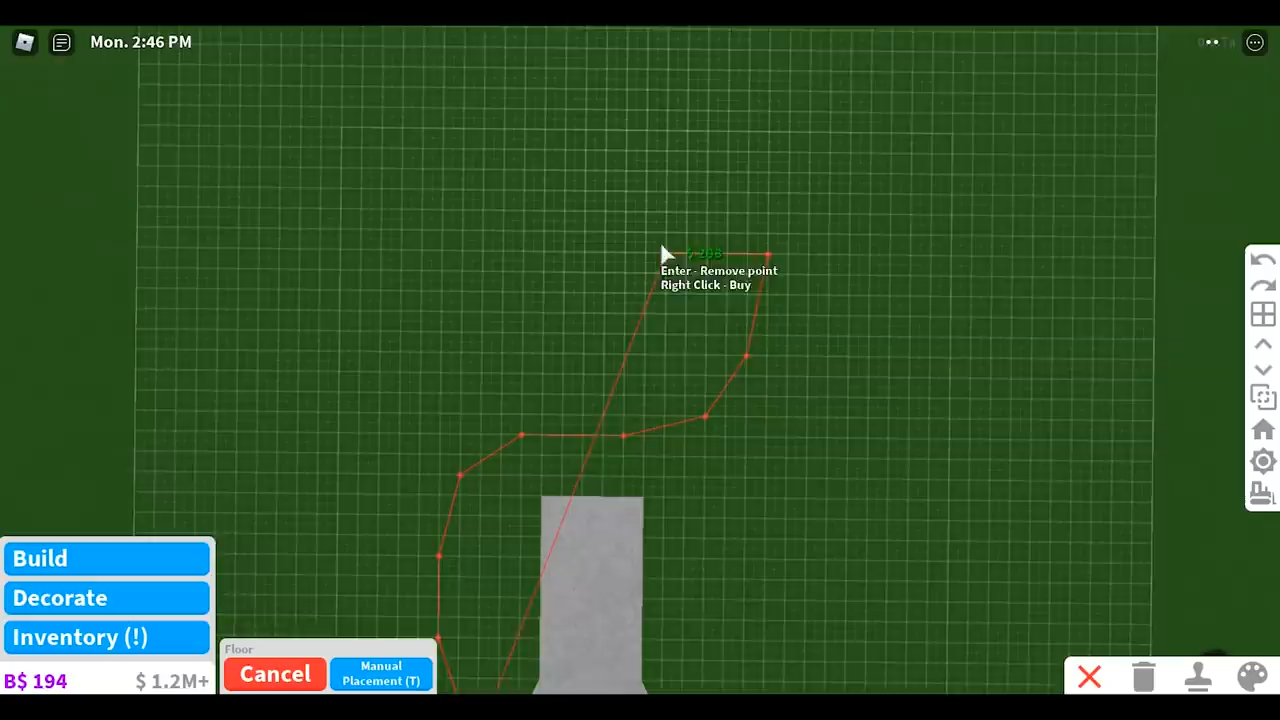 Mon. 2:46 PM
Enter - Remove point
Right Click - Buy
Build
Decorate
Inventory (!)
B$ 194
$ 1.2M+
Floor
Cancel
Manual
Placement (T)